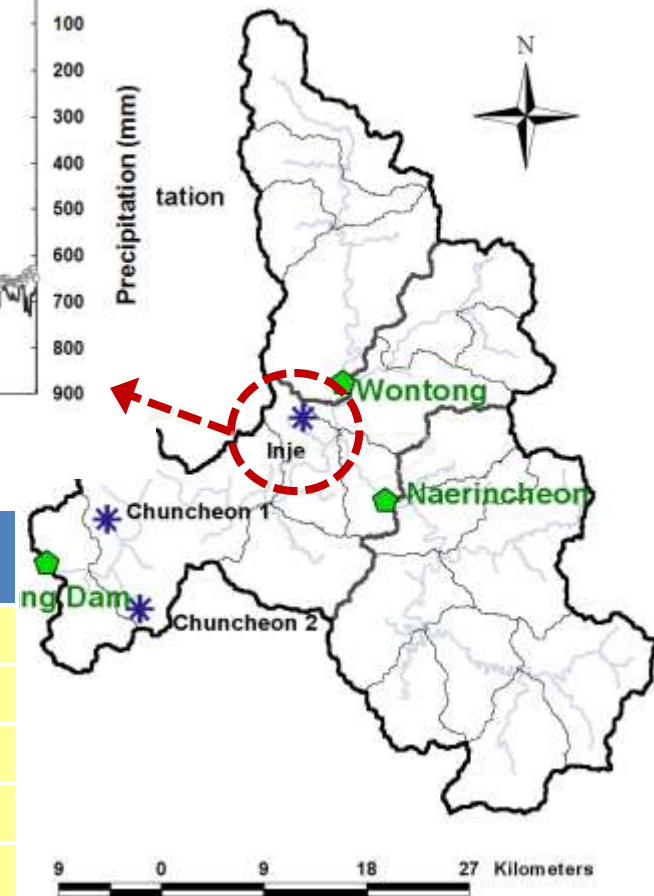 100
200
300
400
500
600
700
800
900
Precipitation (mm)
tation
N
Wontong
Inje
Naerincheon
Chuncheon 1
ng Dam
Chuncheon 2
9 0 9 18 27 Kilometers